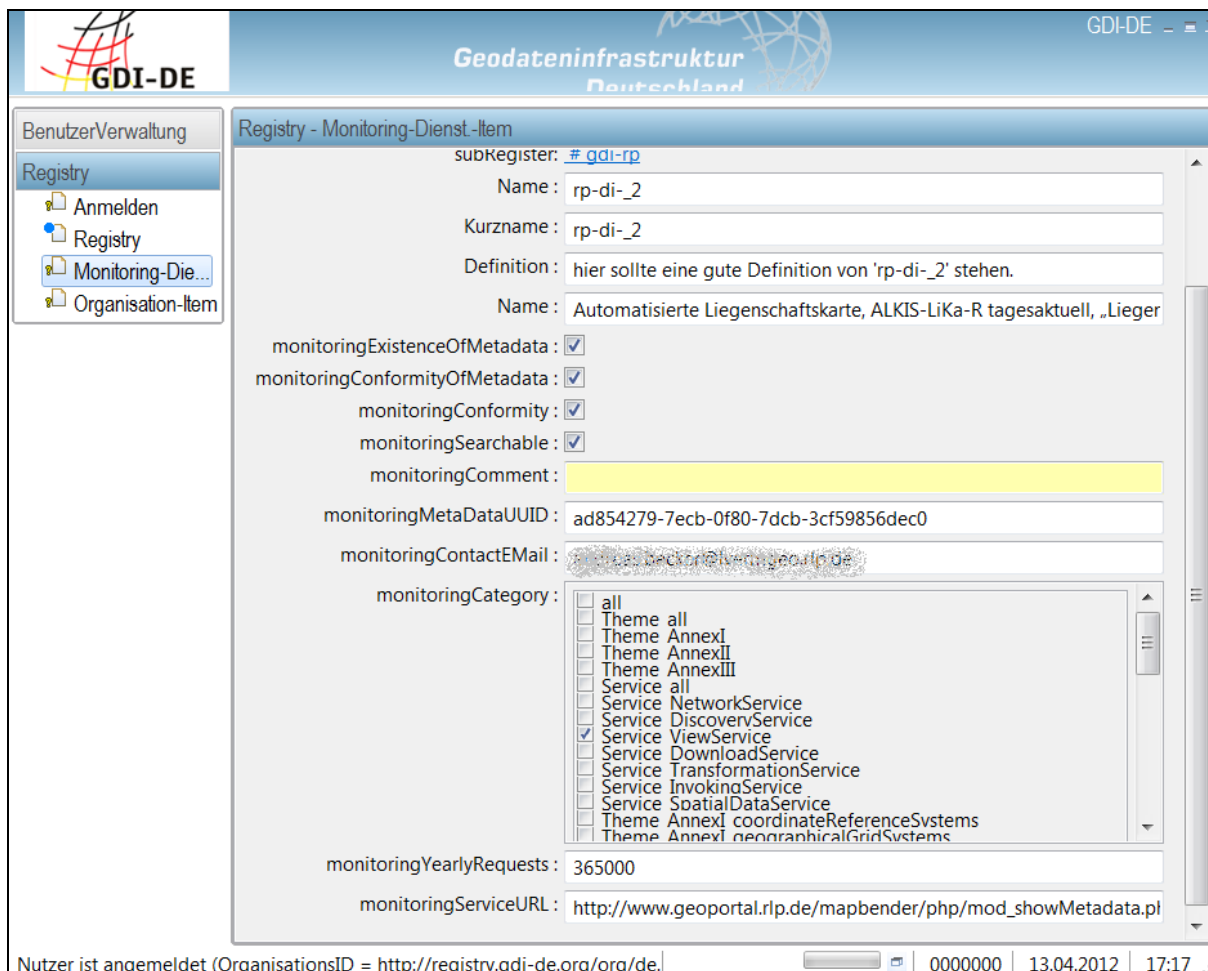 GDI-DE
Geodateninfrastruktur
Deutschland
GDI-DE
BenutzerVerwaltung
Registry
Anmelden
Registry
Monitoring-Die...
Organisation-Item
Registry - Monitoring-Dienst.-Item
subRegister: # gdi-rp
Name : rp-di-_2
Kurzname : rp-di-_2
Definition : hier sollte eine gute Definition von 'rp-di-_2' stehen.
Name : Automatisierte Liegenschaftskarte, ALKIS-LiKa-R tagesaktuell, „Lieger
monitoringExistenceOfMetadata :
monitoringConformityOfMetadata :
monitoringConformity :
monitoringSearchable :
monitoringComment :
monitoringMetaDataUUID : ad854279-7ecb-0f80-7dcb-3cf59856dec0
monitoringContactEMail :
monitoringCategory :
all
Theme all
Theme AnnexI
Theme AnnexII
Theme AnnexIII
Service all
Service NetworkService
Service DiscoveryService
Service ViewService
Service DownloadService
Service TransformationService
Service InvokingService
Service SpatialDataService
Theme AnnexI coordinateReferenceSystems
Theme AnnexI geographicalGridSystems
monitoringYearlyRequests : 365000
monitoringServiceURL : http://www.geoportal.rlp.de/mapbender/php/mod_showMetadata.ph
Nutzer ist angemeldet (OrganisationsID = http://registry.gdi-de.org/org/de.
0000000
13.04.2012
17:17